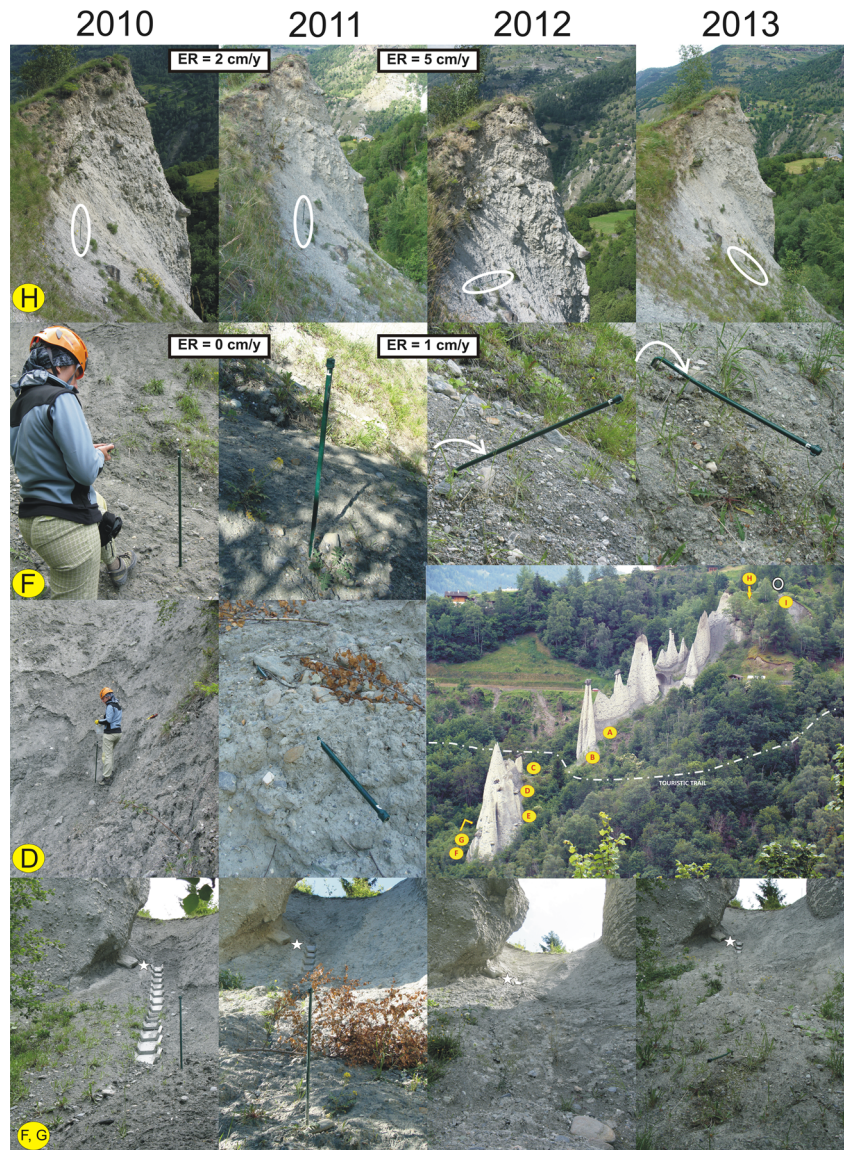 2010 2011 2012 2013
ER = 2 cm/y ER = 5 cm/y
H
ER = 0 cm/y ER = 1 cm/y
F
H
O
I
A
B
TOURISTIC TRAIL
C
D
E
G
F
D
F, G